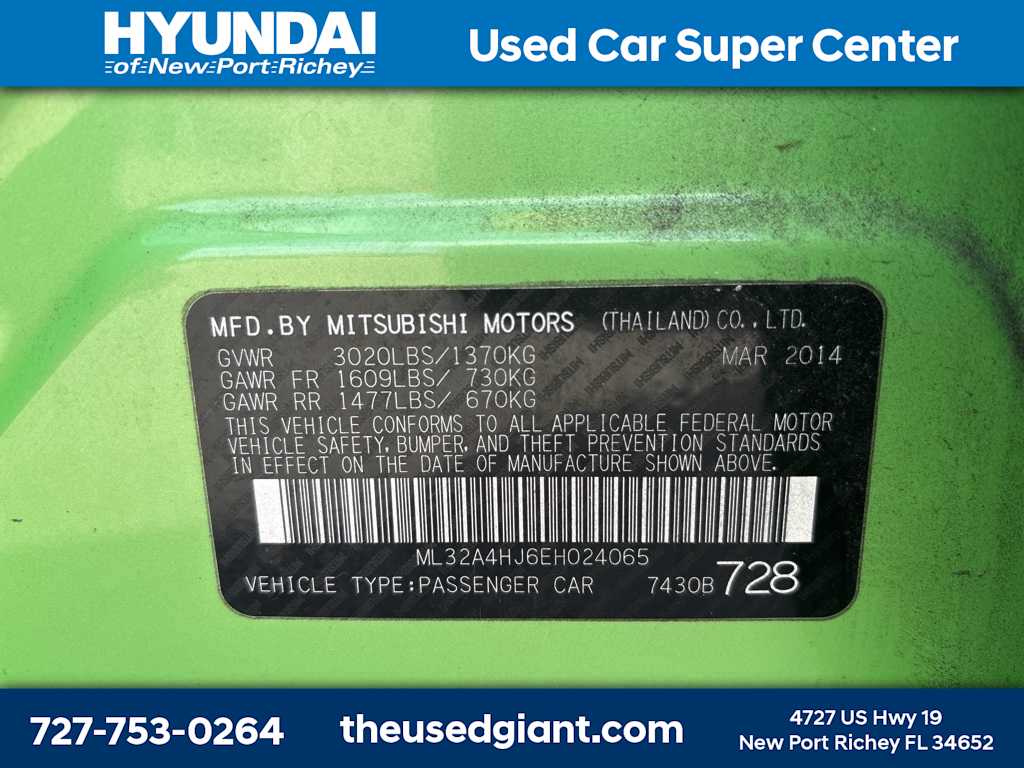 HYUNDAI
of New Port Richey
Used Car Super Center
MFD.BY MITSUBISHI MOTORS (THAILAND)CO.,LTD.
GVWR 3020LBS/1370KG MAR 2014
GAWR FR 1609LBS/ 730KG
GAWR RR 1477LBS/ 670KG
THIS VEHICLE CONFORMS TO ALL APPLICABLE FEDERAL MOTOR
VEHICLE SAFETY, BUMPER, AND THEFT PREVENTION STANDARDS
IN EFFECT ON THE DATE OF MANUFACTURE SHOWN ABOVE.
ML32A4HJ6EH024065
VEHICLE TYPE:PASSENGER CAR 7430B 728
727-753-0264
theusedgiant.com
4727 US Hwy 19
New Port Richey FL 34652